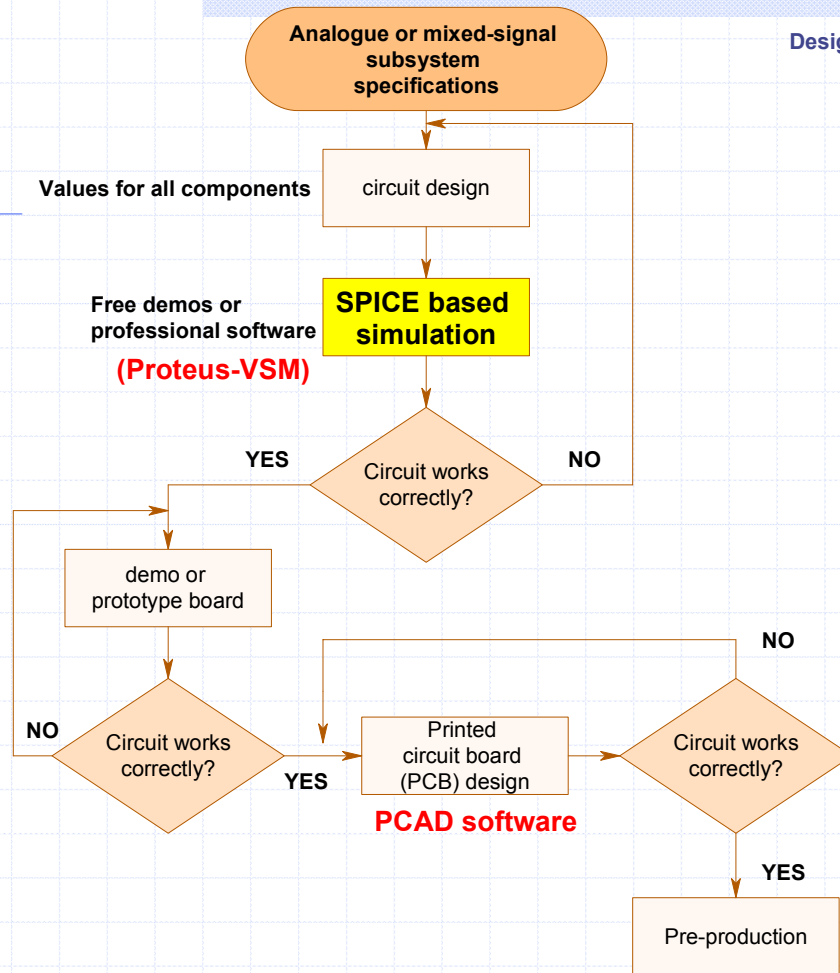 Analogue or mixed-signal
subsystem
specifications
Desig
Values for all components
circuit design
Free demos or
professional software
(Proteus-VSM)
SPICE based
simulation
YES
Circuit works
correctly?
NO
demo or
prototype board
NO
Circuit works
correctly?
YES
Printed
circuit board
(PCB) design
PCAD software
NO
Circuit works
correctly?
YES
Pre-production